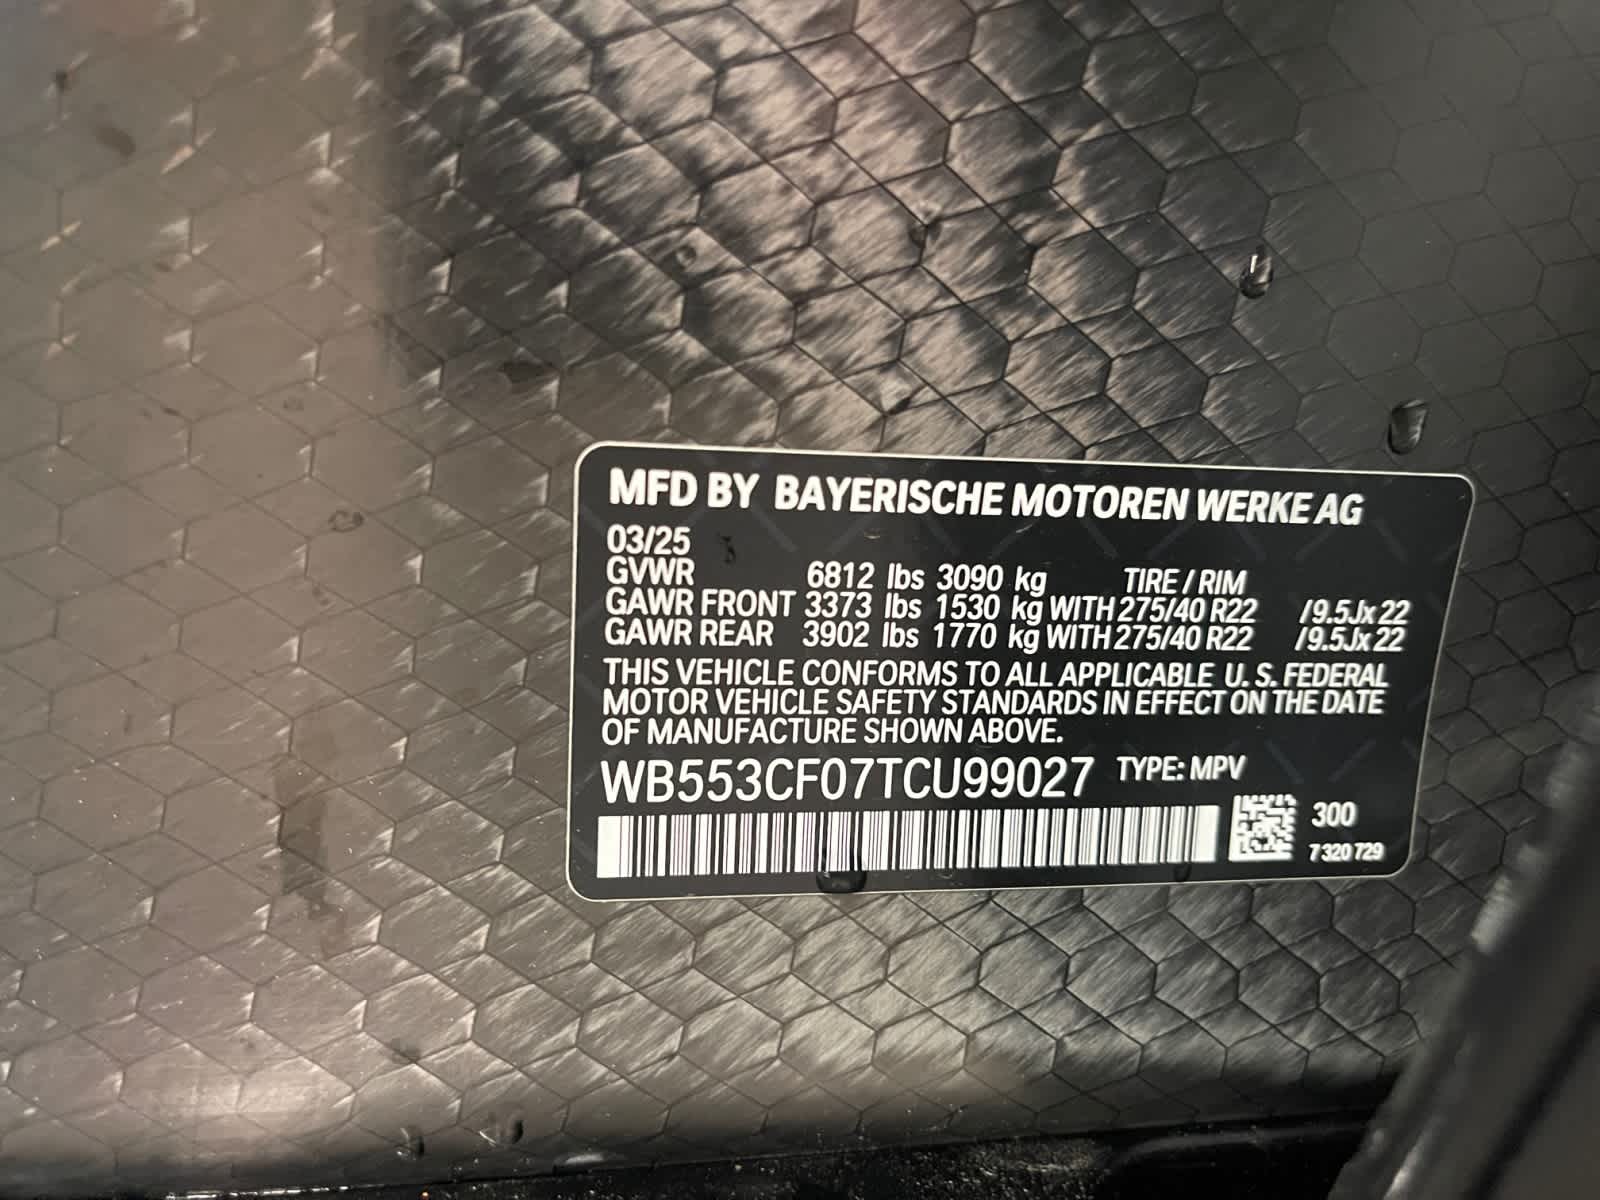 MFD BY BAYERISCHE MOTOREN WERKE AG
03/25
GVWR 6812 lbs 3090 kg TIRE / RIM
GAWR FRONT 3373 lbs 1530 kg WITH 275/40 R22 /9.5Jx22
GAWR REAR 3902 lbs 1770 kg WITH 275/40 R22 /9.5Jx22
THIS VEHICLE CONFORMS TO ALL APPLICABLE U. S. FEDERAL
MOTOR VEHICLE SAFETY STANDARDS IN EFFECT ON THE DATE
OF MANUFACTURE SHOWN ABOVE.
WB553CF07TCU99027 TYPE: MPV
300
7 320 729